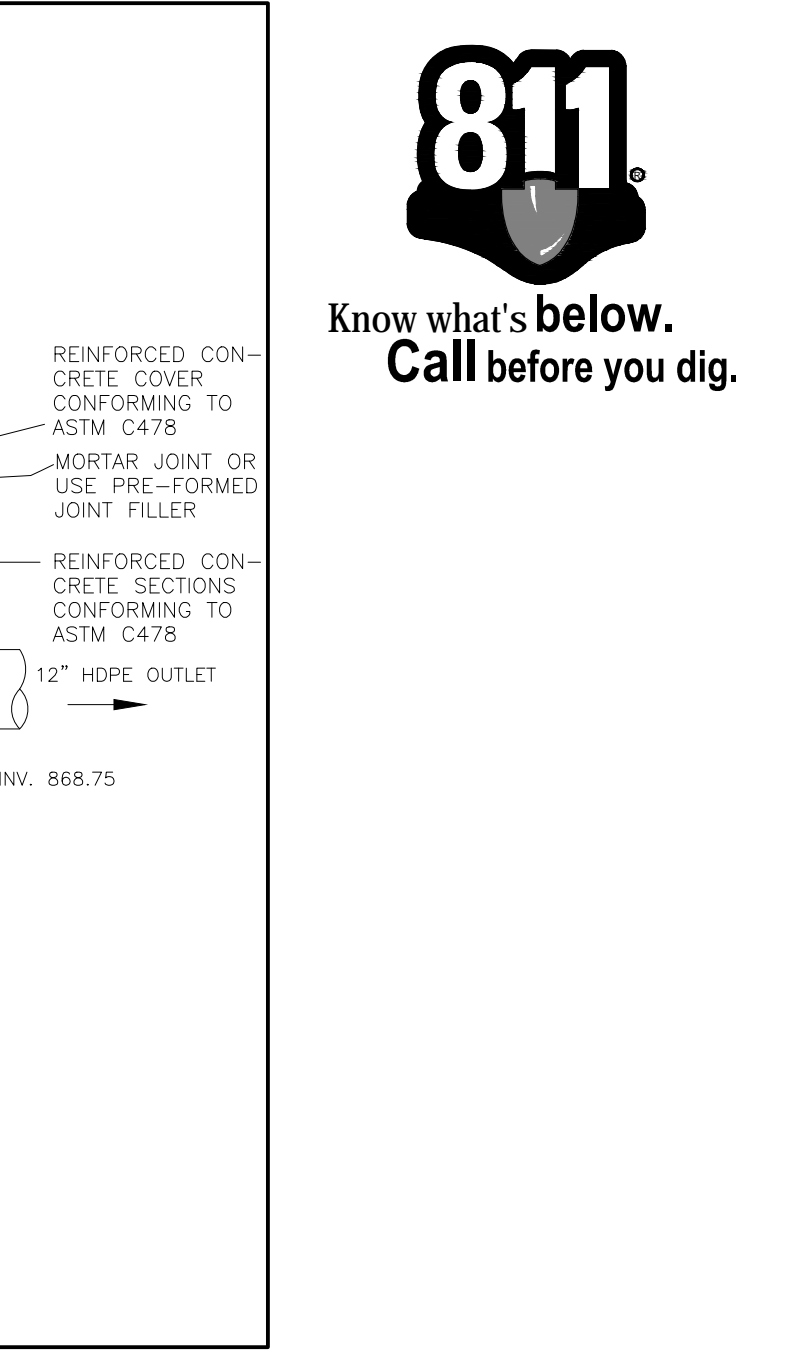 811®
Know what's below.
Call before you dig.
REINFORCED CON-
CRETE COVER
CONFORMING TO
ASTM C478
MORTAR JOINT OR
USE PRE-FORMED
JOINT FILLER
REINFORCED CON-
CRETE SECTIONS
CONFORMING TO
ASTM C478
12" HDPE OUTLET
INV. 868.75